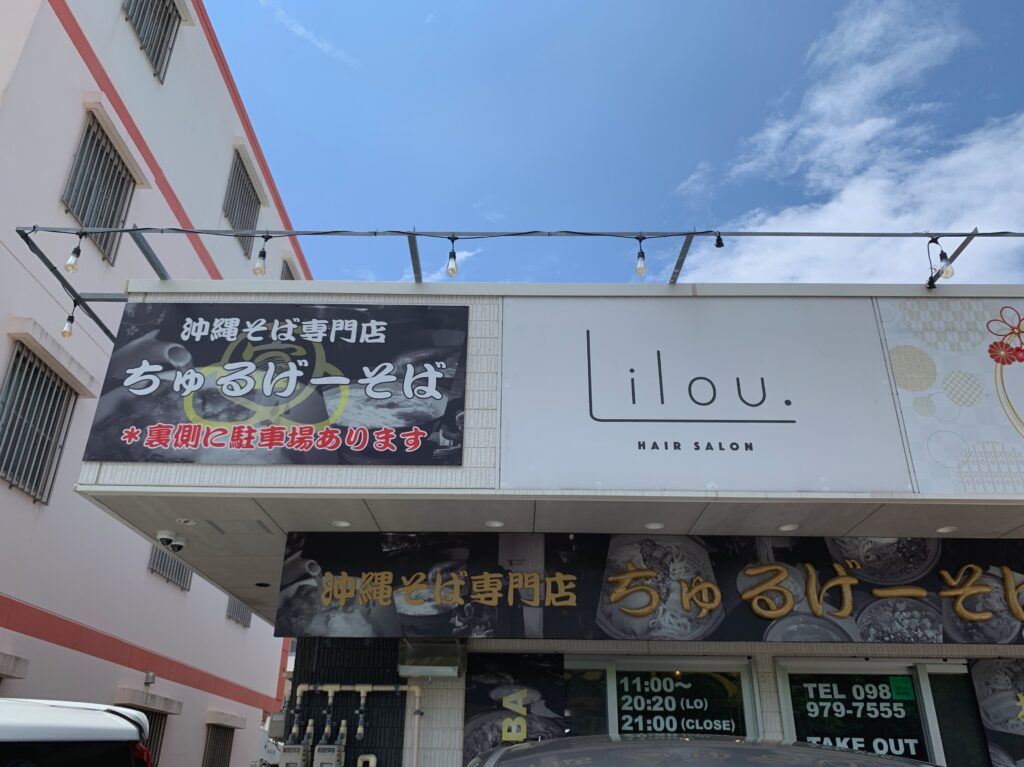 沖縄そば専門店
ちゅるげーそば
＊裏側に駐車場あります
Lilou.
HAIR SALON
沖縄そば専門店 ちゅるげーそば
BA
11:00～
20:20 (LO)
21:00 (CLOSE)
TEL 098
979-7555
TAKE OUT